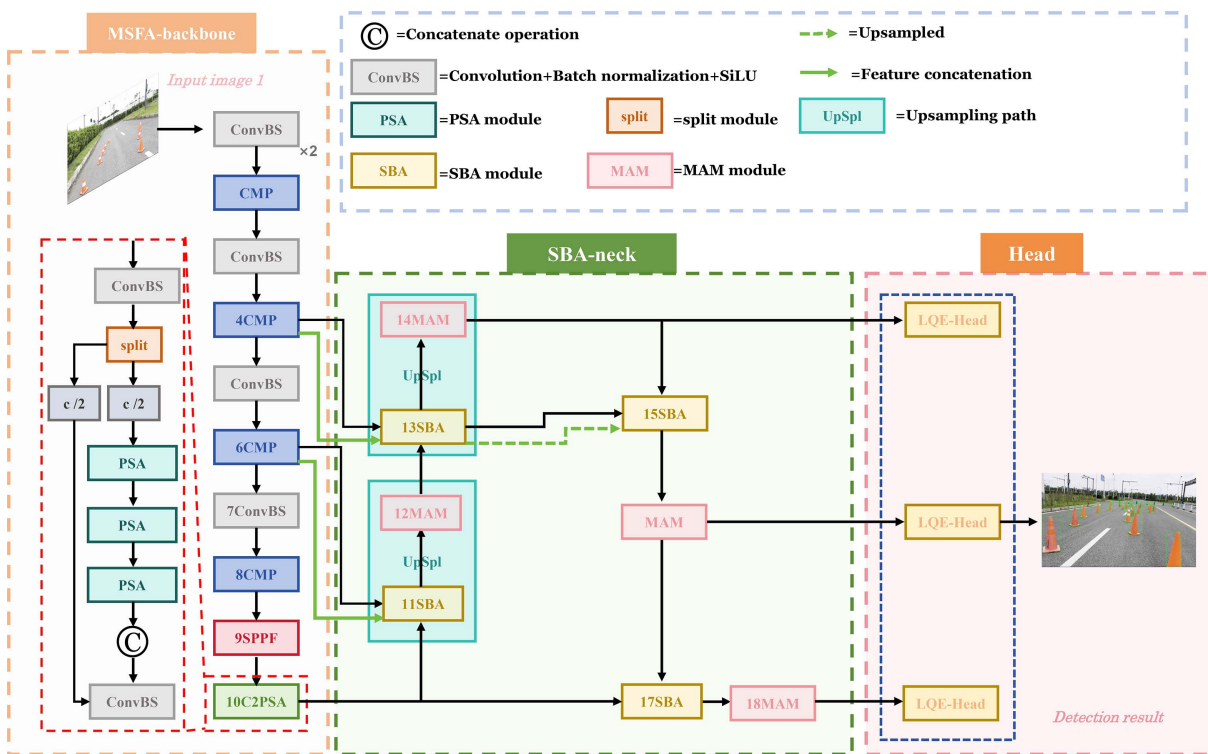 MSFA-backbone
Input image 1
ConvBS
×2
CMP
ConvBS
4CMP
ConvBS
6CMP
7ConvBS
8CMP
9SPPF
10C2PSA
ConvBS
split
c /2
c /2
PSA
PSA
PSA
C
ConvBS
C =Concatenate operation
=Upsampled
ConvBS =Convolution+Batch normalization+SiLU
=Feature concatenation
PSA =PSA module
split =split module
UpSpl =Upsampling path
SBA =SBA module
MAM =MAM module
SBA-neck
14MAM
UpSpl
13SBA
12MAM
UpSpl
11SBA
15SBA
MAM
17SBA
18MAM
Head
LQE-Head
LQE-Head
LQE-Head
Detection result